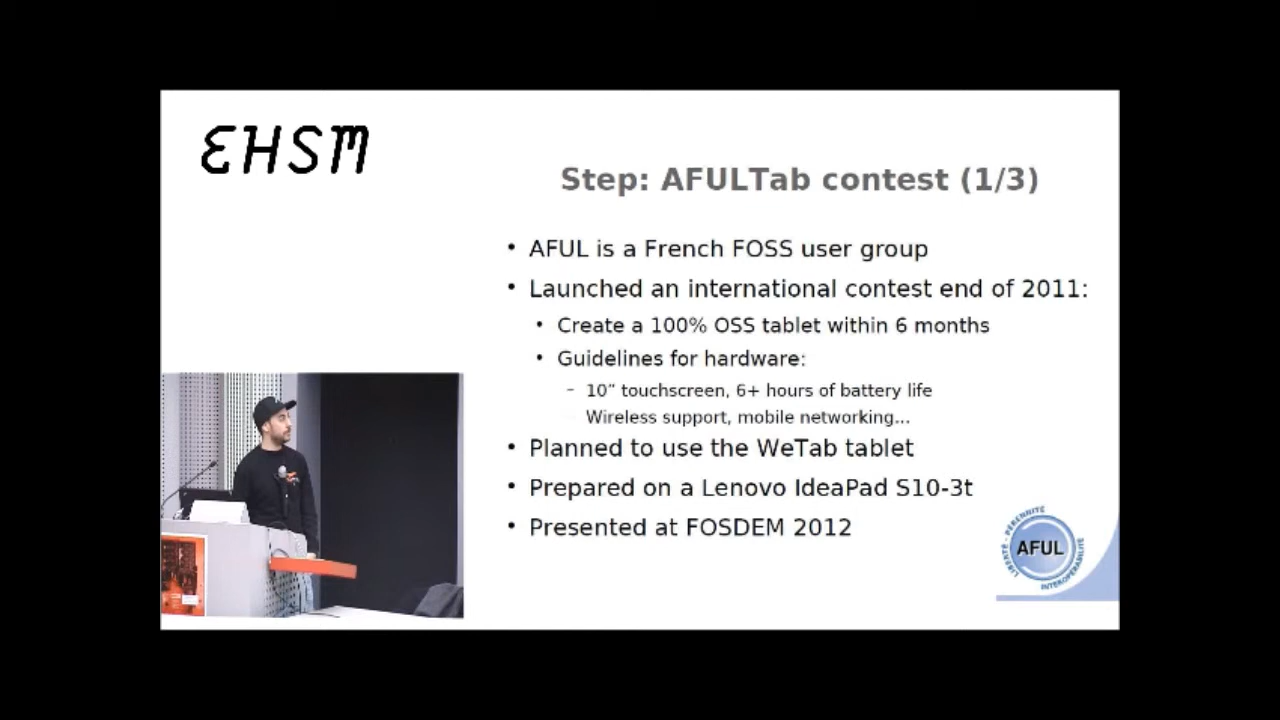 EHSM
Step: AFULTab contest (1/3)
• AFUL is a French FOSS user group
• Launched an international contest end of 2011:
• Create a 100% OSS tablet within 6 months
• Guidelines for hardware:
– 10” touchscreen, 6+ hours of battery life
– Wireless support, mobile networking…
• Planned to use the WeTab tablet
• Prepared on a Lenovo IdeaPad S10-3t
• Presented at FOSDEM 2012
LIBERTÉ - PÉRENNITÉ
AFUL
INTEROPÉRABILITÉ